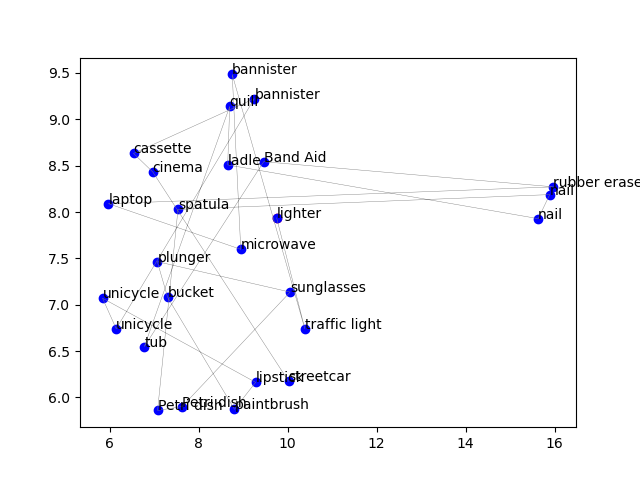 bannister
9.5
bannister
quill
9.0
cassette
ladle
Band Aid
cinema
8.5
rubber erase
nail
laptop
spatula
8.0
lighter
nail
microwave
plunger
7.5
sunglasses
unicycle
bucket
7.0
unicycle
traffic light
tub
6.5
lipstick
streetcar
6.0
Petri dish
Petri dish
paintbrush
6
8
10
12
14
16